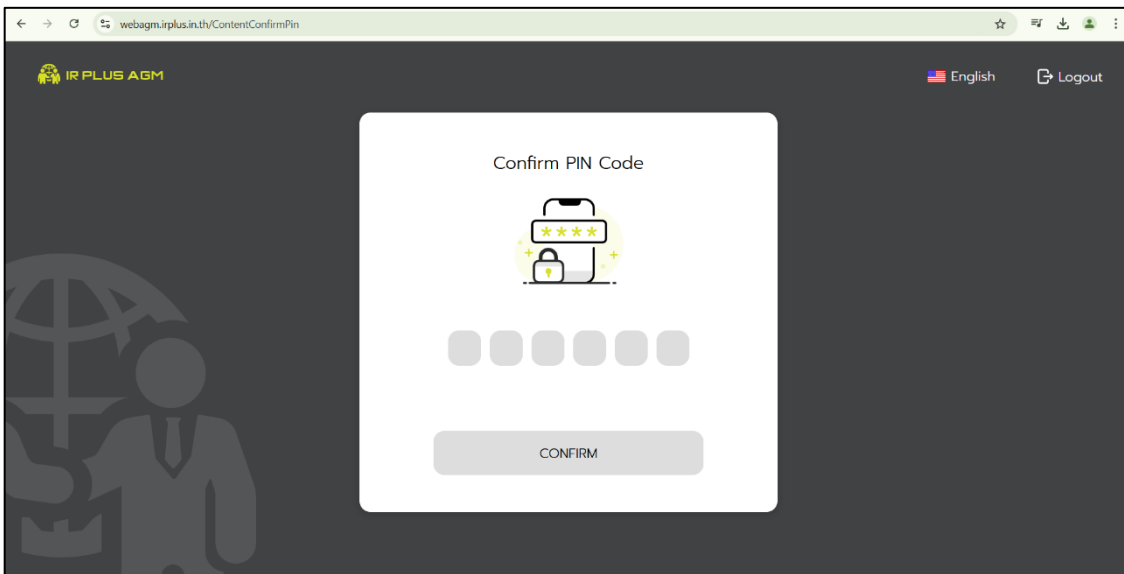 webagm.irplus.in.th/ContentConfirmPin
IR PLUS AGM
English
Logout
Confirm PIN Code
****
CONFIRM